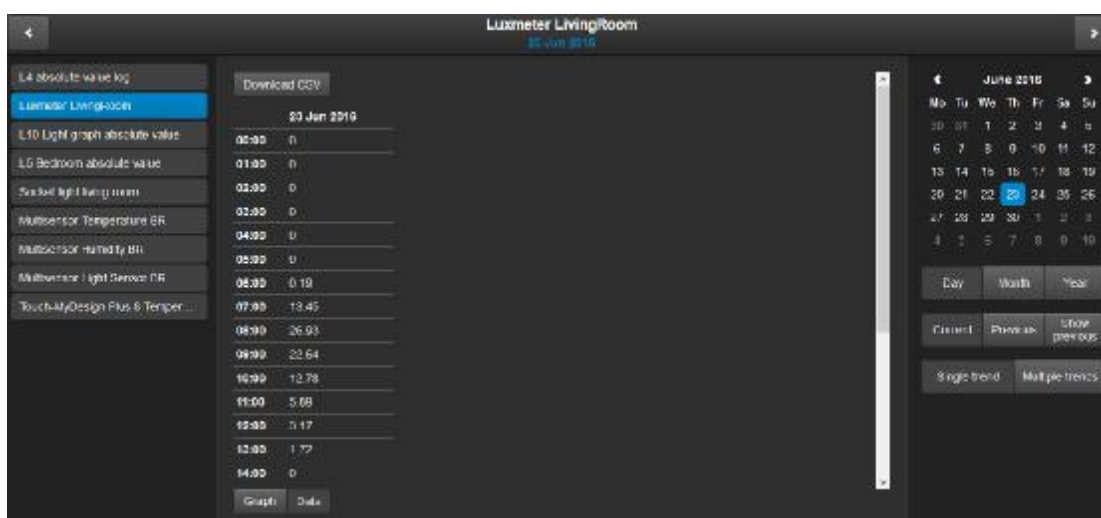 Luxmeter LivingRoom
23 Jun 2016
L4 absolute value log
Luxmeter LivingRoom
L10 Light graph absolute value
L5 Bedroom absolute value
Socket light living room
Multisensor Temperature BR
Multisensor Humidity BR
Multisensor Light Sensor BR
Touch-MyDesign Plus 8 Temper...
Download CSV
23 Jun 2016
00:00 0
01:00 0
02:00 0
03:00 0
04:00 0
05:00 0
06:00 0.19
07:00 13.45
08:00 26.93
09:00 22.64
10:00 12.78
11:00
12:00
13:00 1.72
14:00 0
Graph Data
June 2016
Mo Tu We Th Fr Sa Su
30 31 1 2 3 4 5
6 7 8 9 10 11 12
13 14 15 16 17 18 19
20 21 22 23 24 25 26
27 28 29 30 1 2 3
4 5 6 7 8 9 10
Day Month Year
Current Previous Show previous
Single trend Multiple trends